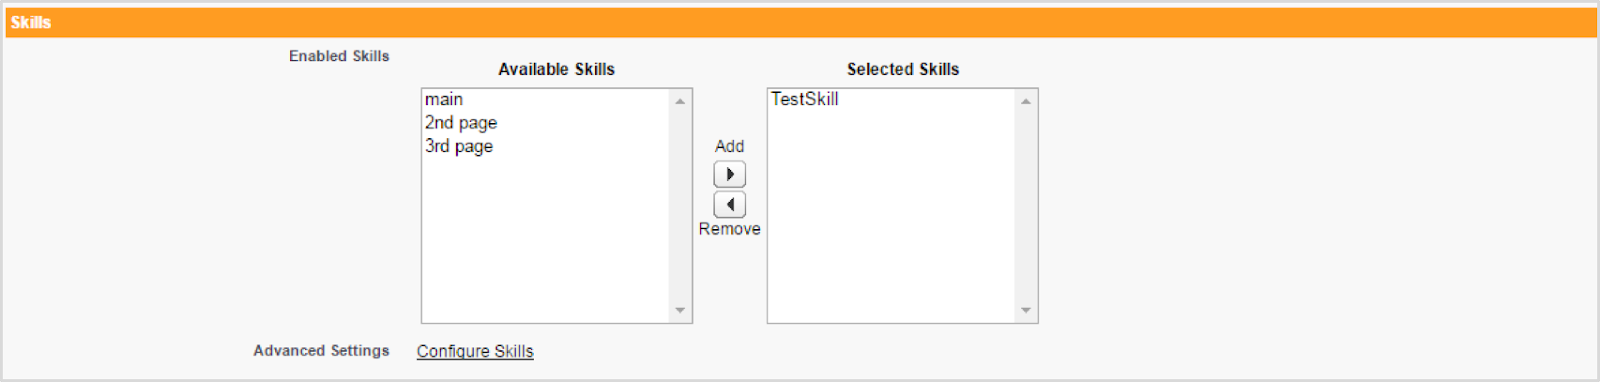 Skills
Enabled Skills
Available Skills
main
2nd page
3rd page
Add
Remove
Selected Skills
TestSkill
Advanced Settings
Configure Skills